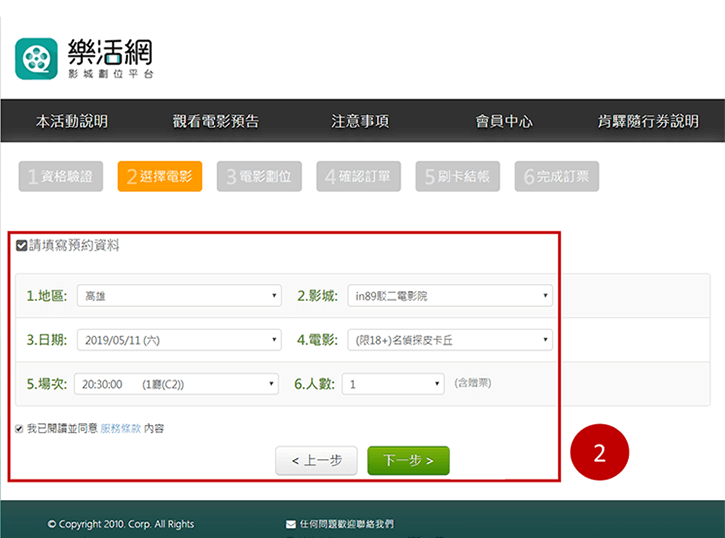 樂活網
影城劃位平台
本活動說明 觀看電影預告 注意事項 會員中心 肯驛隨行券說明
1 資格驗證 2 選擇電影 3 電影劃位 4 確認訂單 5 刷卡結帳 6 完成訂票
請填寫預約資料
1.地區: 高雄 2.影城: in89駁二電影院
3.日期: 2019/05/11 (六) 4.電影: (限18+)名偵探皮卡丘
5.場次: 20:30:00 (1廳(C2)) 6.人數: 1 (含贈票)
我已閱讀並同意 服務條款 內容
< 上一步 下一步 >
2
© Copyright 2010. Corp. All Rights 任何問題歡迎聯絡我們